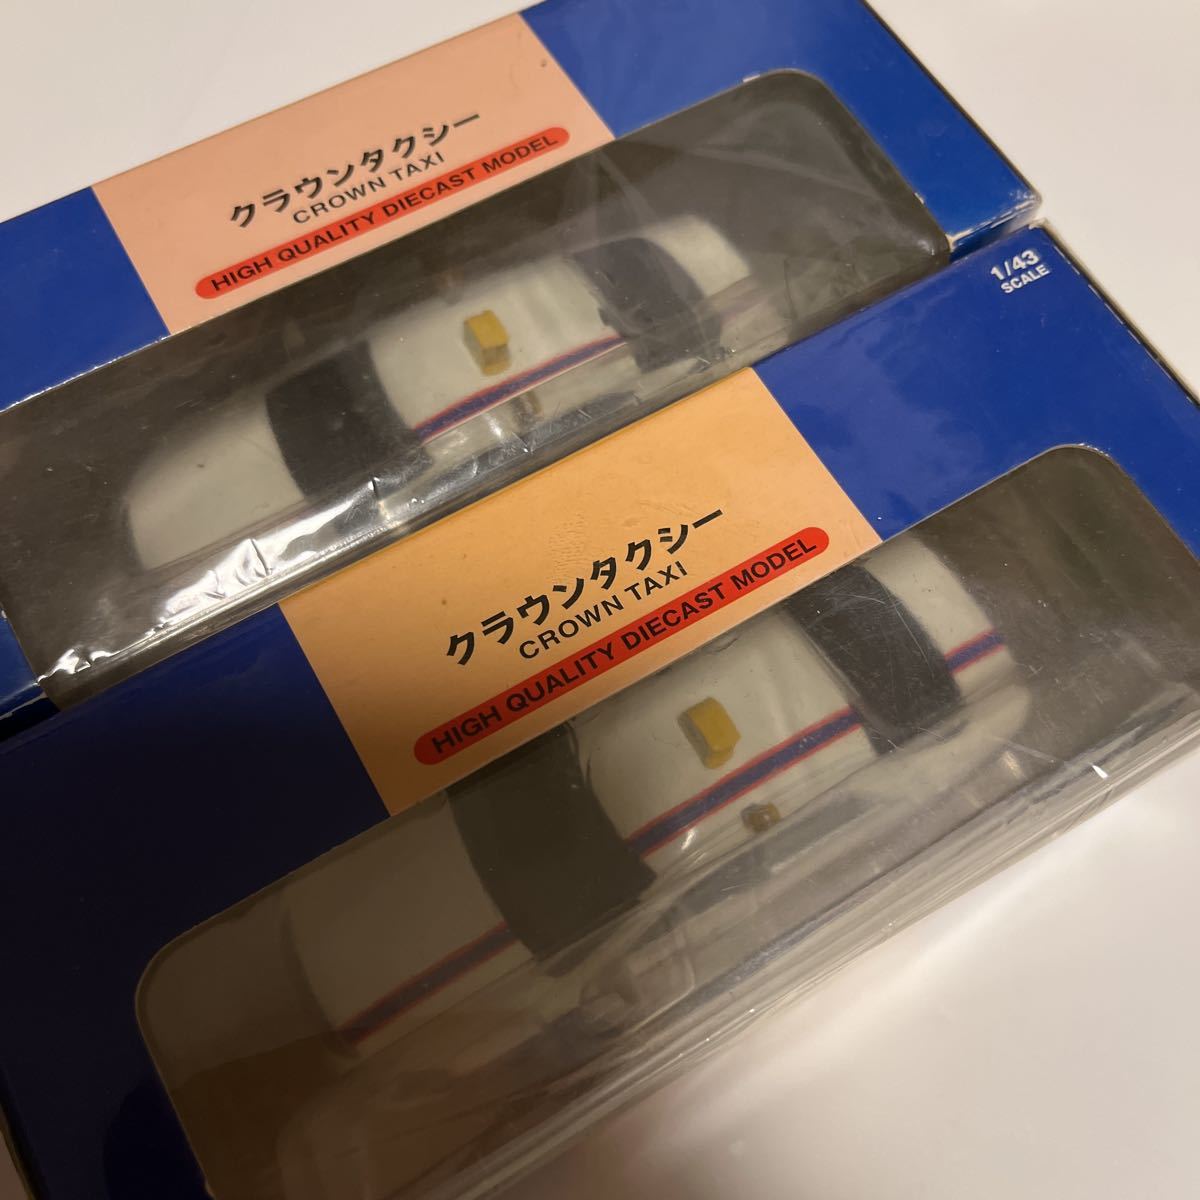 クラウンタクシー
CROWN TAXI
HIGH QUALITY DIECAST MODEL
1/43
SCALE
クラウンタクシー
CROWN TAXI
HIGH QUALITY DIECAST MODEL